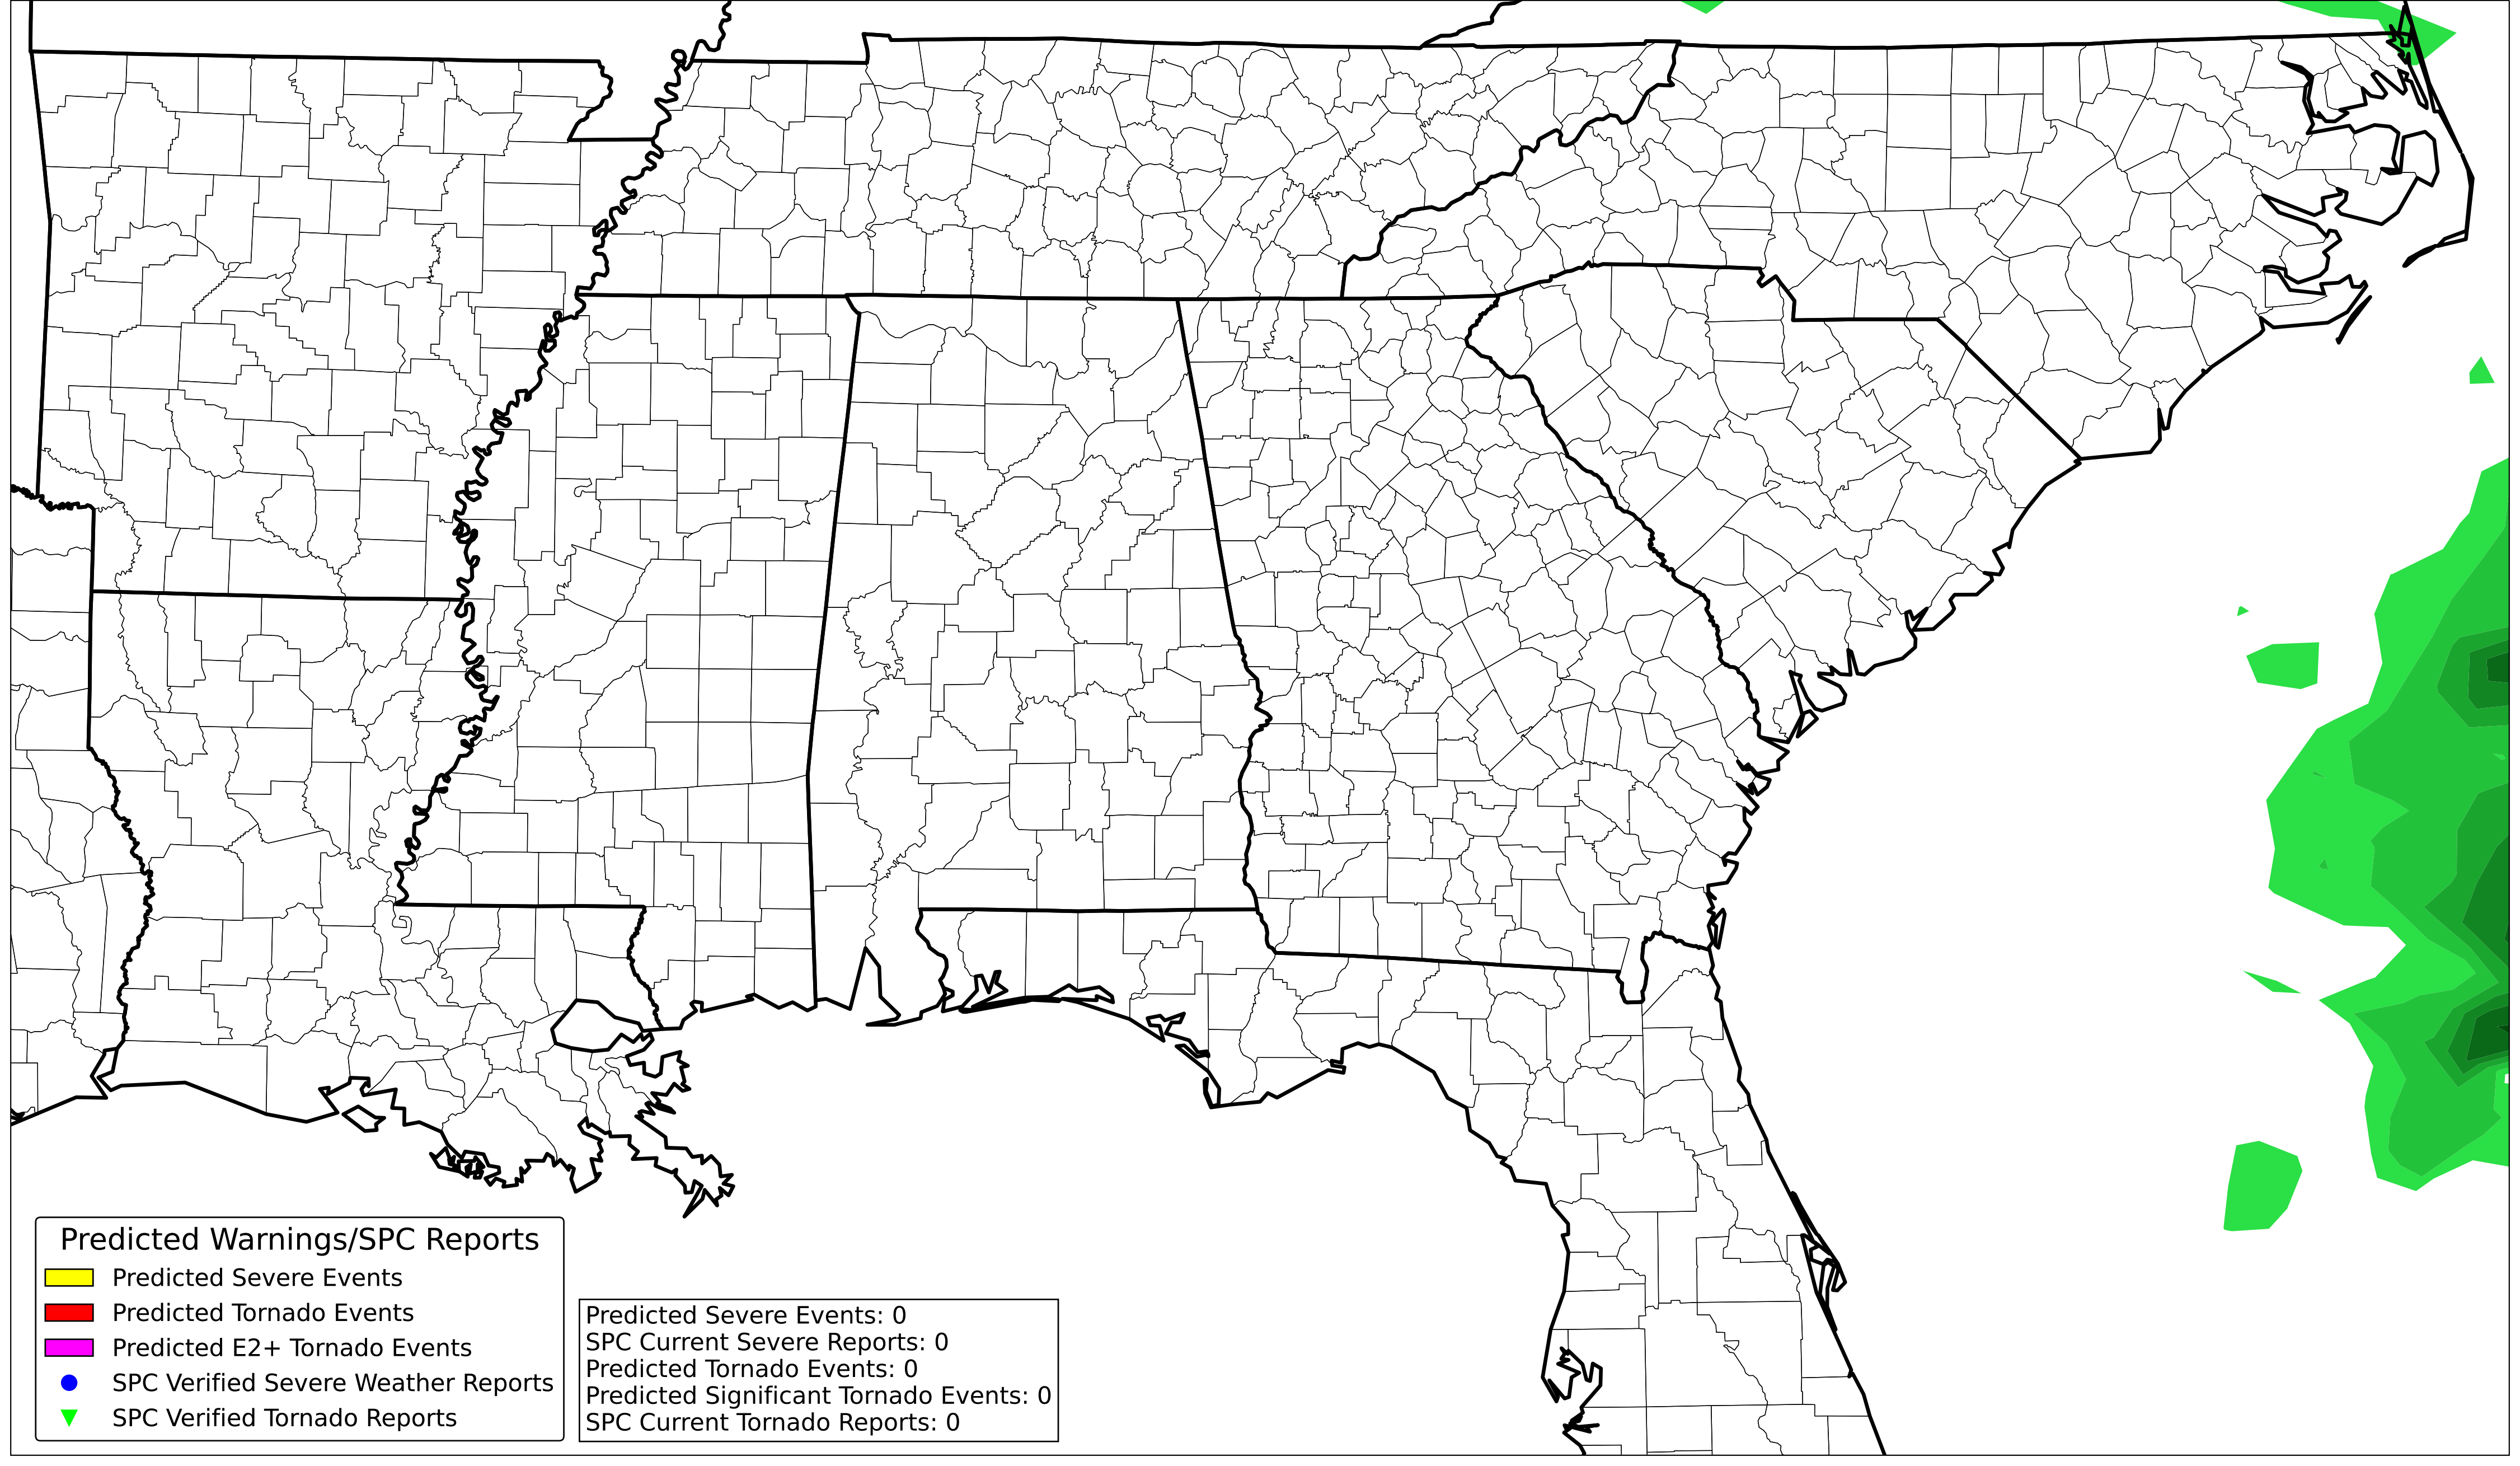 Predicted Warnings/SPC Reports
Predicted Severe Events
Predicted Tornado Events
Predicted E2+ Tornado Events
SPC Verified Severe Weather Reports
SPC Verified Tornado Reports
Predicted Severe Events: 0
SPC Current Severe Reports: 0
Predicted Tornado Events: 0
Predicted Significant Tornado Events: 0
SPC Current Tornado Reports: 0